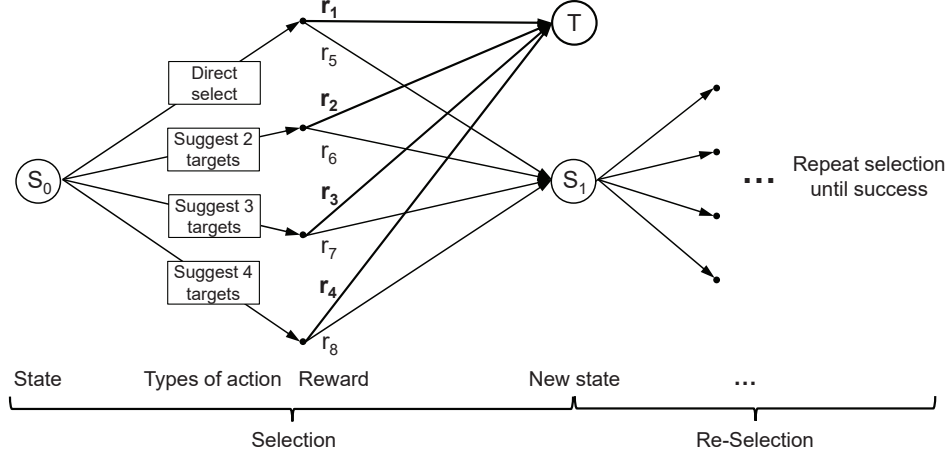 r1
T
r5
Direct
select
r2
Suggest 2
targets
r6
S0
S1
... Repeat selection
until success
r3
Suggest 3
targets
r7
r4
Suggest 4
targets
r8
State
Types of action
Reward
New state
...
Selection
Re-Selection